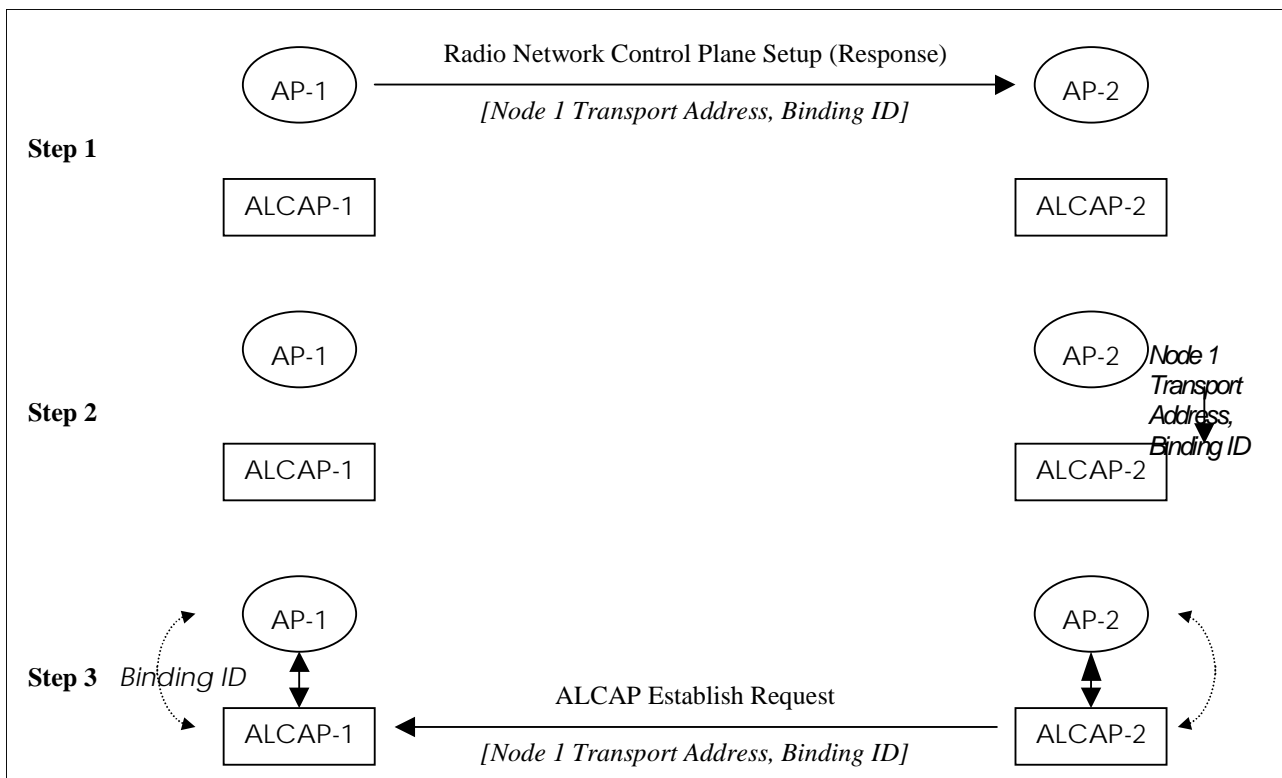 Radio Network Control Plane Setup (Response)
AP-1
AP-2
[Node 1 Transport Address, Binding ID]
Step 1
ALCAP-1
ALCAP-2
AP-1
AP-2
Node 1
Transport
Address,
Binding ID
Step 2
ALCAP-1
ALCAP-2
AP-1
AP-2
Step 3
Binding ID
ALCAP Establish Request
ALCAP-1
ALCAP-2
[Node 1 Transport Address, Binding ID]